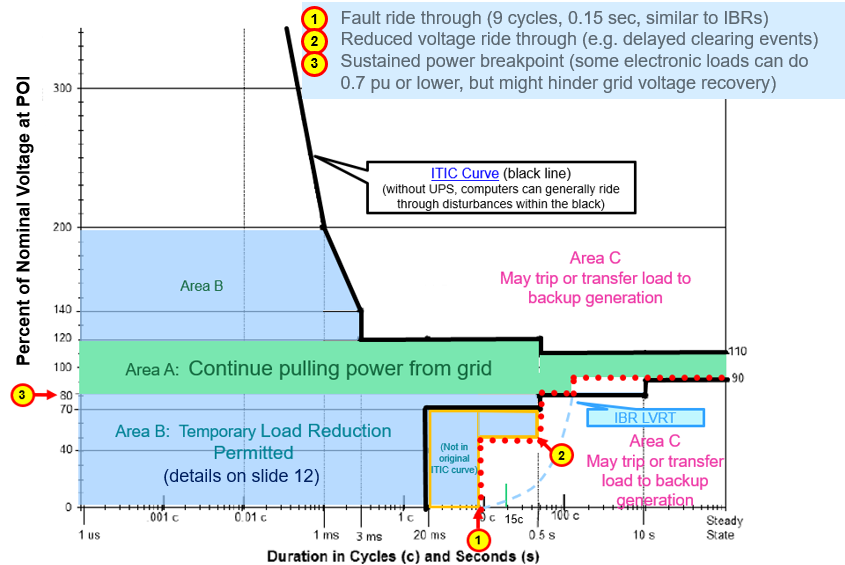 1 Fault ride through (9 cycles, 0.15 sec, similar to IBRs)
2 Reduced voltage ride through (e.g. delayed clearing events)
3 Sustained power breakpoint (some electronic loads can do
0.7 pu or lower, but might hinder grid voltage recovery)
Percent of Nominal Voltage at POI
300
200
140
120
100
80
70
40
0
3
ITIC Curve (black line)
(without UPS, computers can generally ride
through disturbances within the black)
Area B
Area C
May trip or transfer load to
backup generation
110
90
Area A: Continue pulling power from grid
Area B: Temporary Load Reduction
Permitted
(details on slide 12)
(Not in
original
ITIC curve)
2
IBR LVRT
Area C
May trip or transfer
load to backup
generation
001 c
0.01 c
1 c
c
15c
100 c
1 us
1 ms
3 ms
20 ms
1
0.5 s
10 s
Steady
State
Duration in Cycles (c) and Seconds (s)